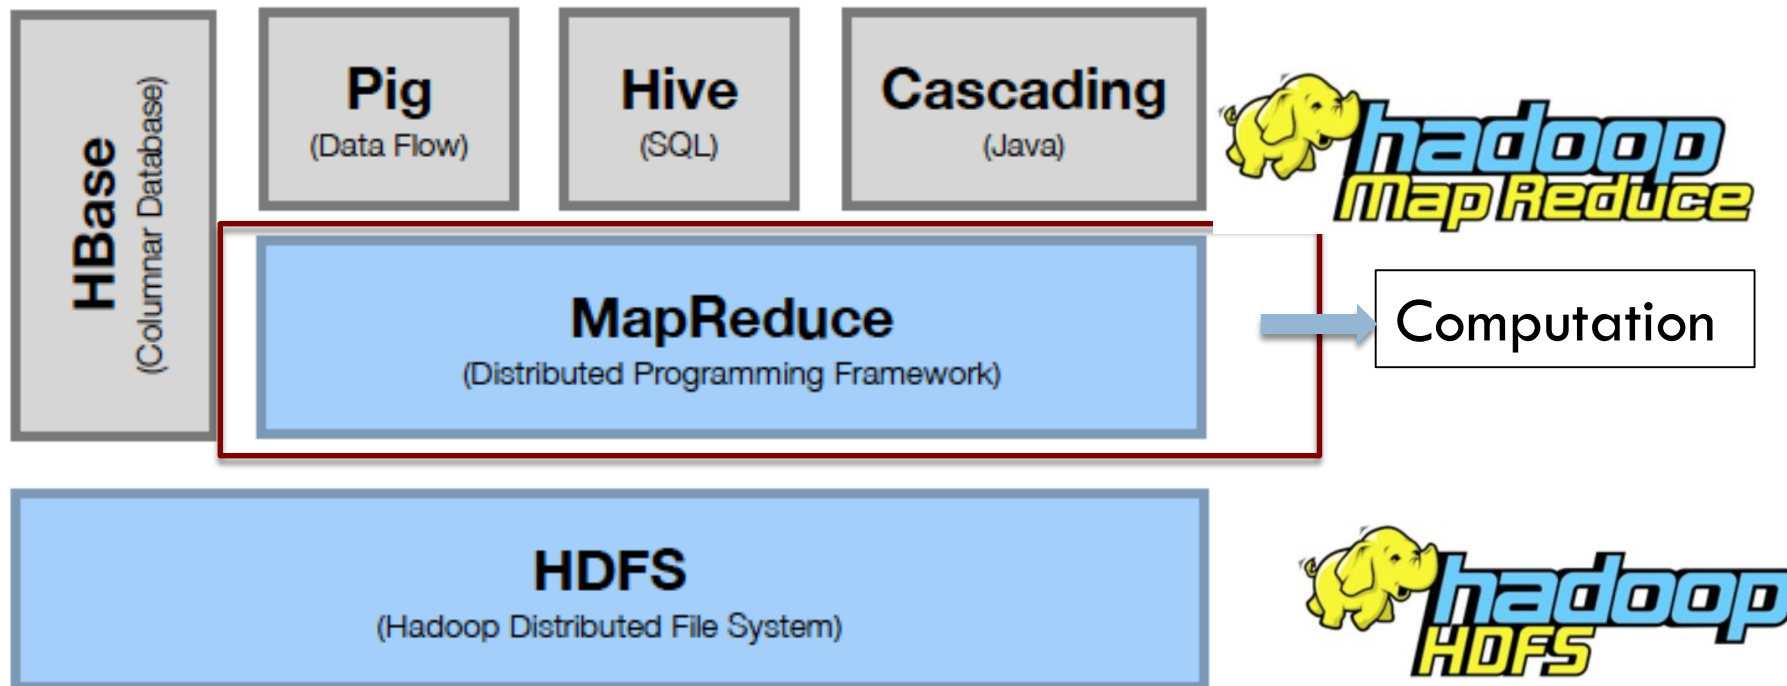 HBase
(Columnar Database)
Pig
(Data Flow)
Hive
(SQL)
Cascading
(Java)
hadoop
Map Reduce
MapReduce
(Distributed Programming Framework)
Computation
HDFS
(Hadoop Distributed File System)
hadoop
HDFS